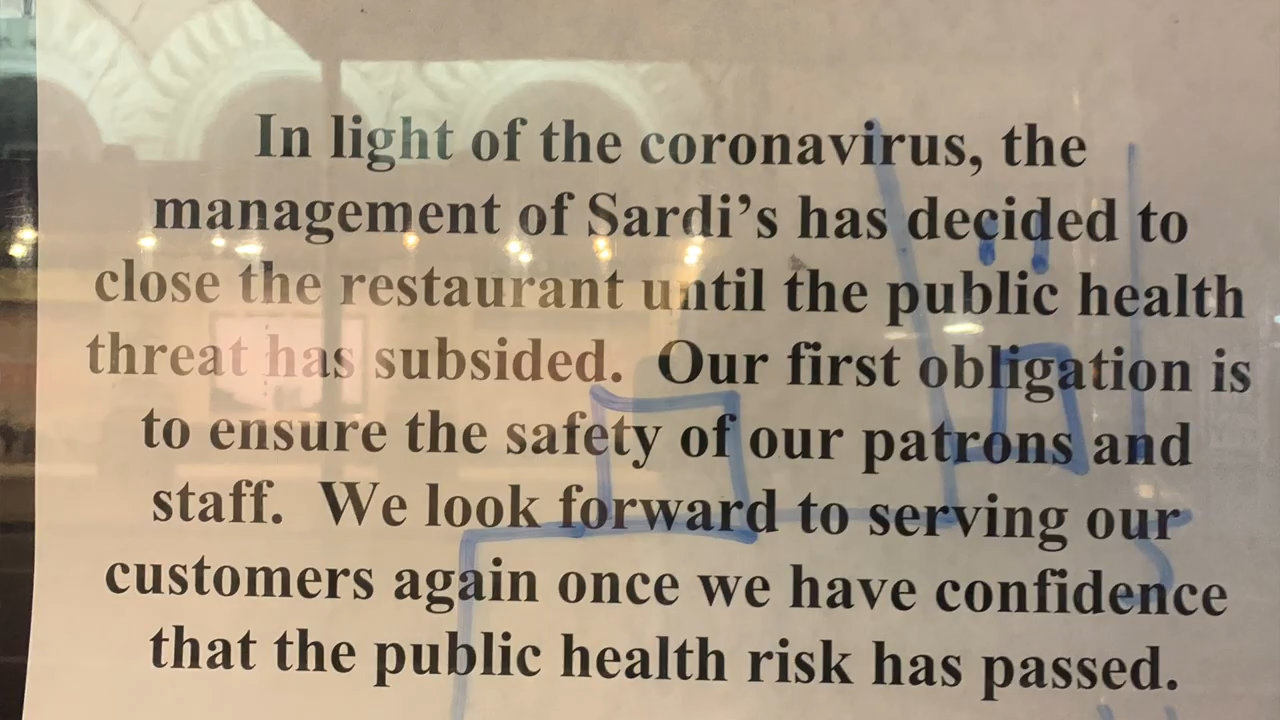 In light of the coronavirus, the
management of Sardi’s has decided to
close the restaurant until the public health
threat has subsided.  Our first obligation is
to ensure the safety of our patrons and
staff.  We look forward to serving our
customers again once we have confidence
that the public health risk has passed.